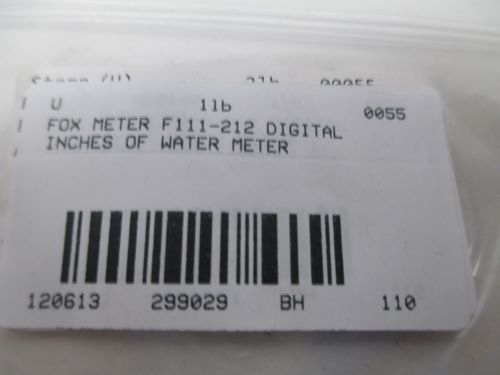 U 11b 0055
FOX METER F111-212 DIGITAL
INCHES OF WATER METER
120613 299029 BH 110